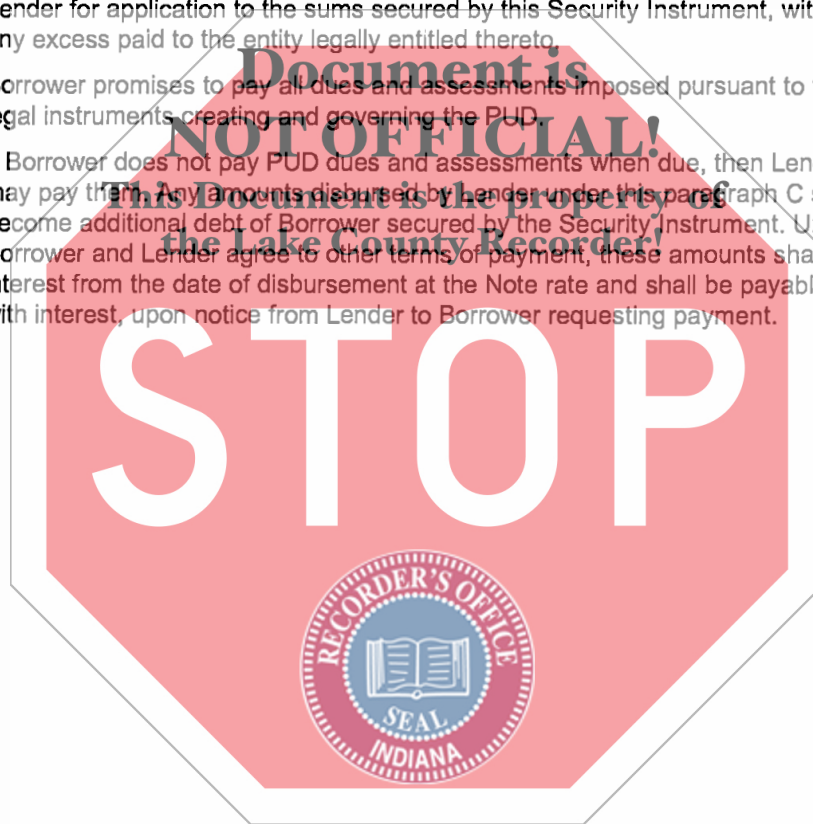 ender for application to the sums secured by this Security Instrument, wit
ny excess paid to the entity legally entitled thereto.
Document is
orrower promises to pay all dues and assessments imposed pursuant to
egal instruments creating and governing the PUD.
NOT OFFICIAL!
Borrower does not pay PUD dues and assessments when due, then Len
nay pay them. Any amounts disbursed by Lender under this paragraph C s
This Document is the property of
ecome additional debt of Borrower secured by the Security Instrument. U
orrower and Lender agree to other terms of payment, these amounts sha
the Lake County Recorder!
terest from the date of disbursement at the Note rate and shall be payabl
ith interest, upon notice from Lender to Borrower requesting payment.
STOP
RECORDER'S OFFICE
SEAL
INDIANA